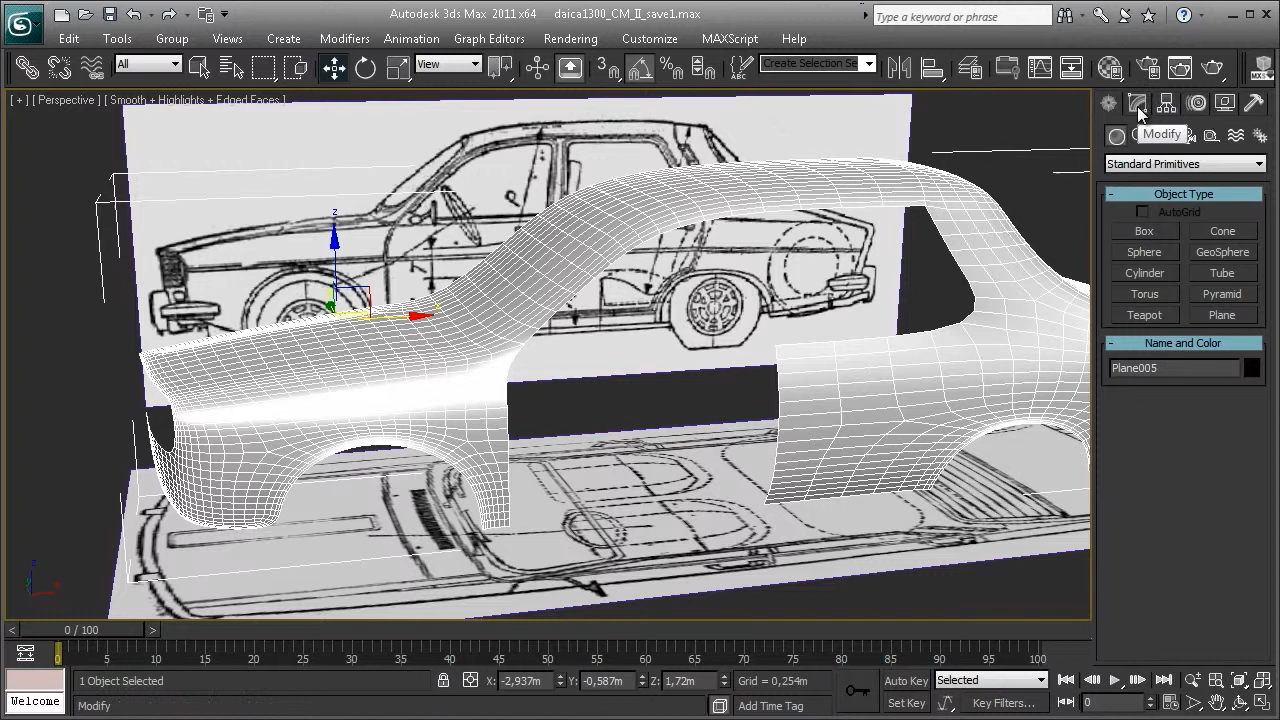 Autodesk 3ds Max 2011 x64 daica1300_CM_II_save1.max
Type a keyword or phrase
Edit Tools Group Views Create Modifiers Animation Graph Editors Rendering Customize MAXScript Help
All View 3 Create Selection Se
[ + ] [ Perspective ] [ Smooth + Highlights + Edged Faces ]
Modify
Standard Primitives
- Object Type
AutoGrid
Box Cone
Sphere GeoSphere
Cylinder Tube
Torus Pyramid
Teapot Plane
- Name and Color
Plane005
z
z
x
< 0 / 100 >
0 5 10 15 20 25 30 35 40 45 50 55 60 65 70 75 80 85 90 95 100
1 Object Selected X: -2,937m Y: -0,587m Z: 1,72m Grid = 0,254m Auto Key Selected
Welcome Modify Add Time Tag Set Key Key Filters... 0